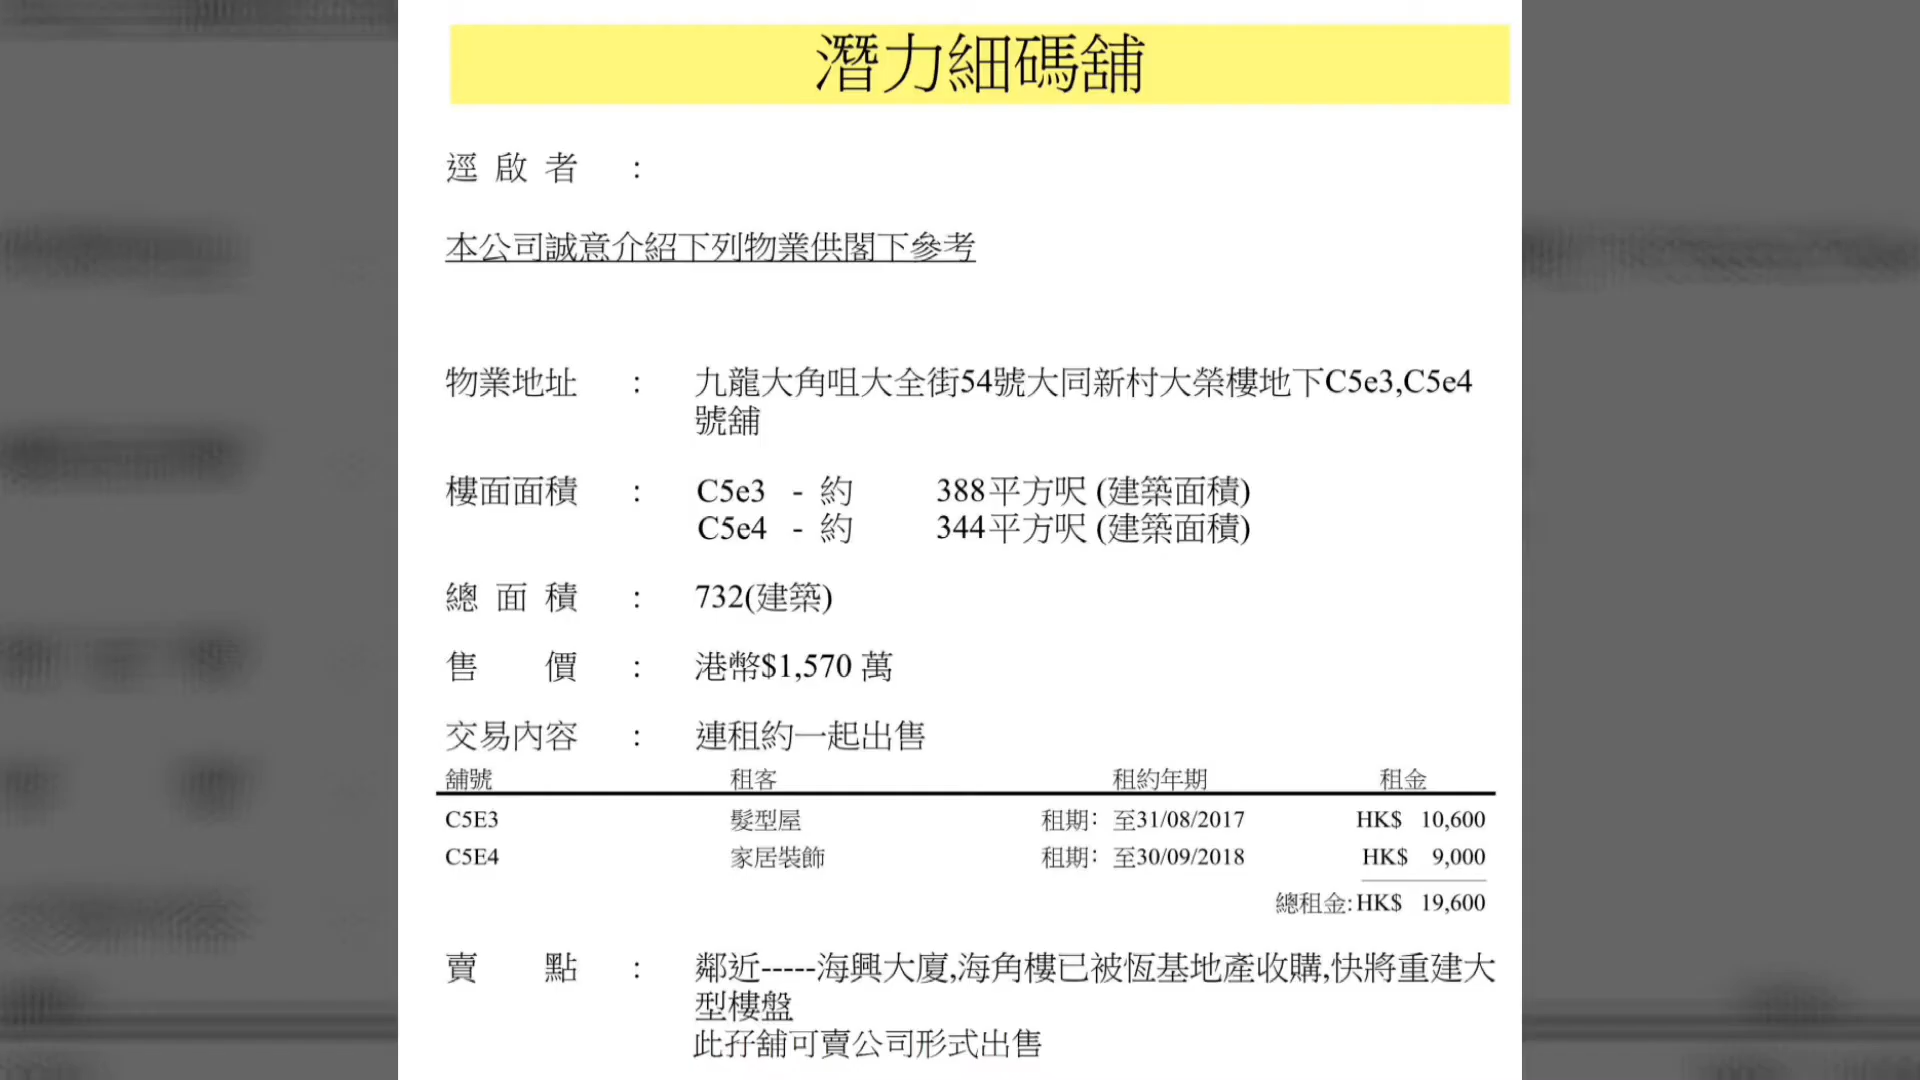 潛力細碼舖
逕啟者 :
本公司誠意介紹下列物業供閣下參考
物業地址 : 九龍大角咀大全街54號大同新村大榮樓地下C5e3,C5e4
號舖
樓面面積 : C5e3 - 約 388平方呎 (建築面積)
C5e4 - 約 344平方呎 (建築面積)
總面積 : 732(建築)
售價 : 港幣$1,570 萬
交易內容 : 連租約一起出售
舖號 租客 租約年期 租金
C5E3 髮型屋 租期: 至31/08/2017 HK$ 10,600
C5E4 家居裝飾 租期: 至30/09/2018 HK$ 9,000
總租金:HK$ 19,600
賣點 : 鄰近-----海興大廈,海角樓已被恆基地產收購,快將重建大
型樓盤
此孖舖可賣公司形式出售